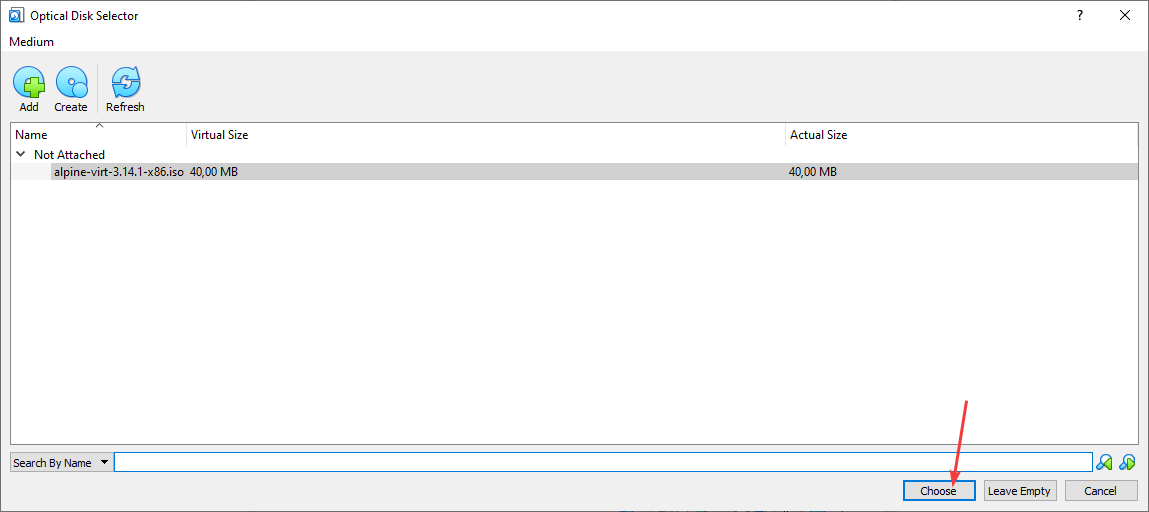 Optical Disk Selector
?
Medium
Add Create Refresh
Name Virtual Size Actual Size
Not Attached
alpine-virt-3.14.1-x86.iso 40,00 MB 40,00 MB
Search By Name
Choose Leave Empty Cancel